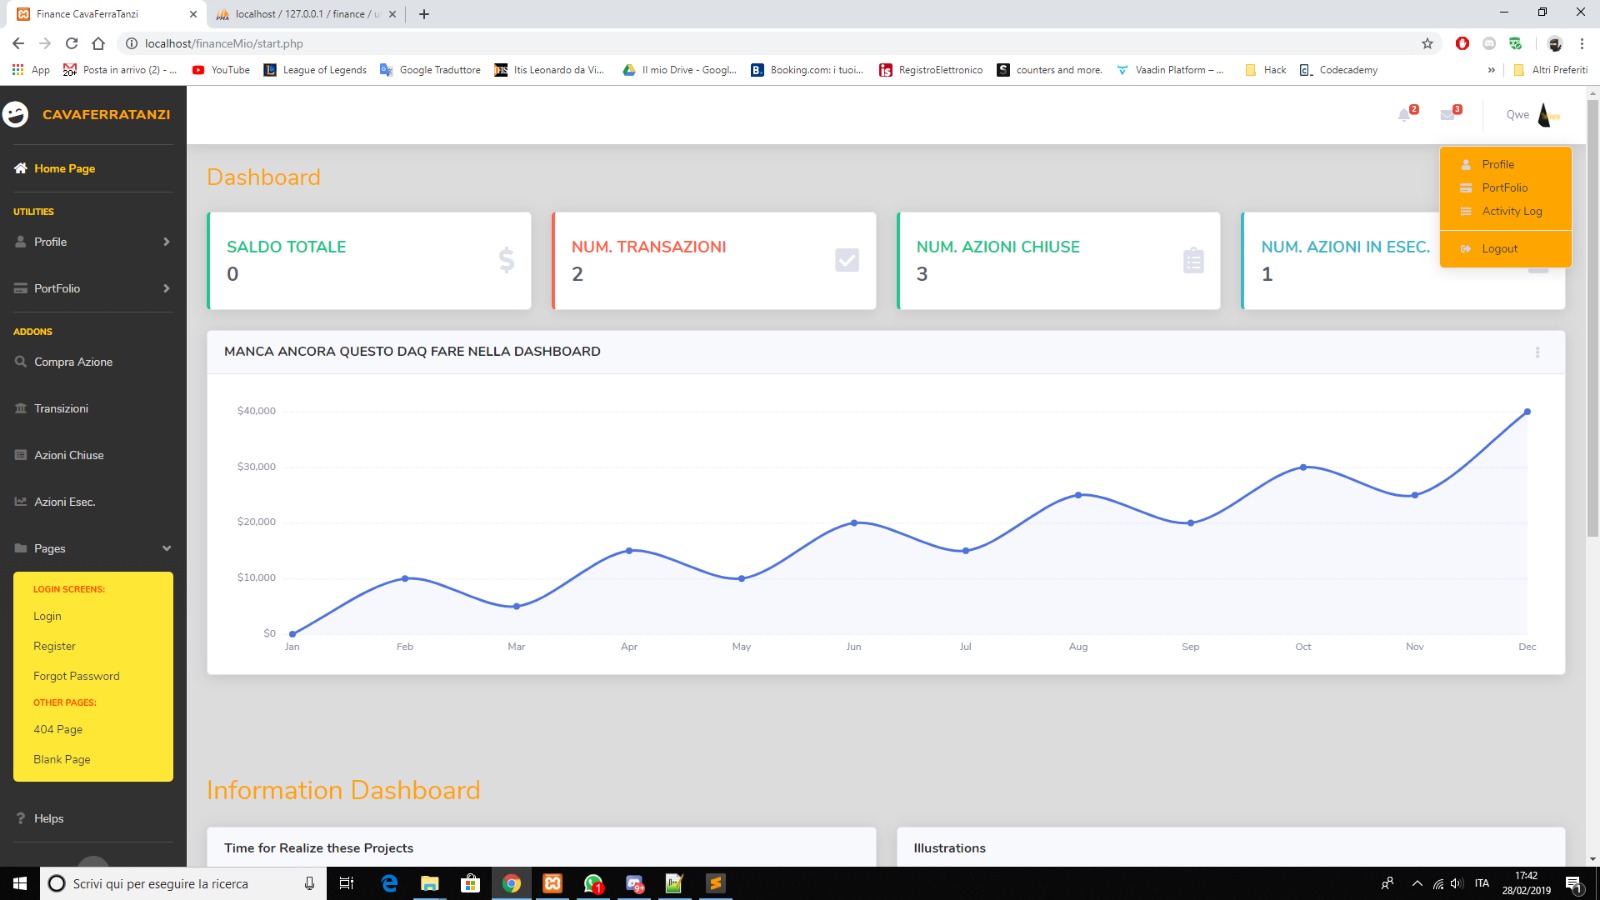 Finance CavaFerraTanzi
localhost / 127.0.0.1 / finance / u
localhost/financeMio/start.php
App
20+
Posta in arrivo (2) - ...
YouTube
League of Legends
Google Traduttore
Itis Leonardo da Vi...
Il mio Drive - Googl...
B.
Booking.com: i tuoi...
RegistroElettronico
S
counters and more.
Vaadin Platform – ...
Hack
Codecademy
»
Altri Preferiti
CAVAFERRATANZI
2
3
Qwe
Home Page
UTILITIES
Profile
PortFolio
ADDONS
Compra Azione
Transizioni
Azioni Chiuse
Azioni Esec.
Pages
LOGIN SCREENS:
Login
Register
Forgot Password
OTHER PAGES:
404 Page
Blank Page
Helps
Profile
PortFolio
Activity Log
Logout
Dashboard
SALDO TOTALE
0
NUM. TRANSAZIONI
2
NUM. AZIONI CHIUSE
3
NUM. AZIONI IN ESEC.
1
MANCA ANCORA QUESTO DAQ FARE NELLA DASHBOARD
$40,000
$30,000
$20,000
$10,000
$0
Jan Feb Mar Apr May Jun Jul Aug Sep Oct Nov Dec
Information Dashboard
Time for Realize these Projects
Illustrations
Scrivi qui per eseguire la ricerca
1
9+
ITA
17:42
28/02/2019
1